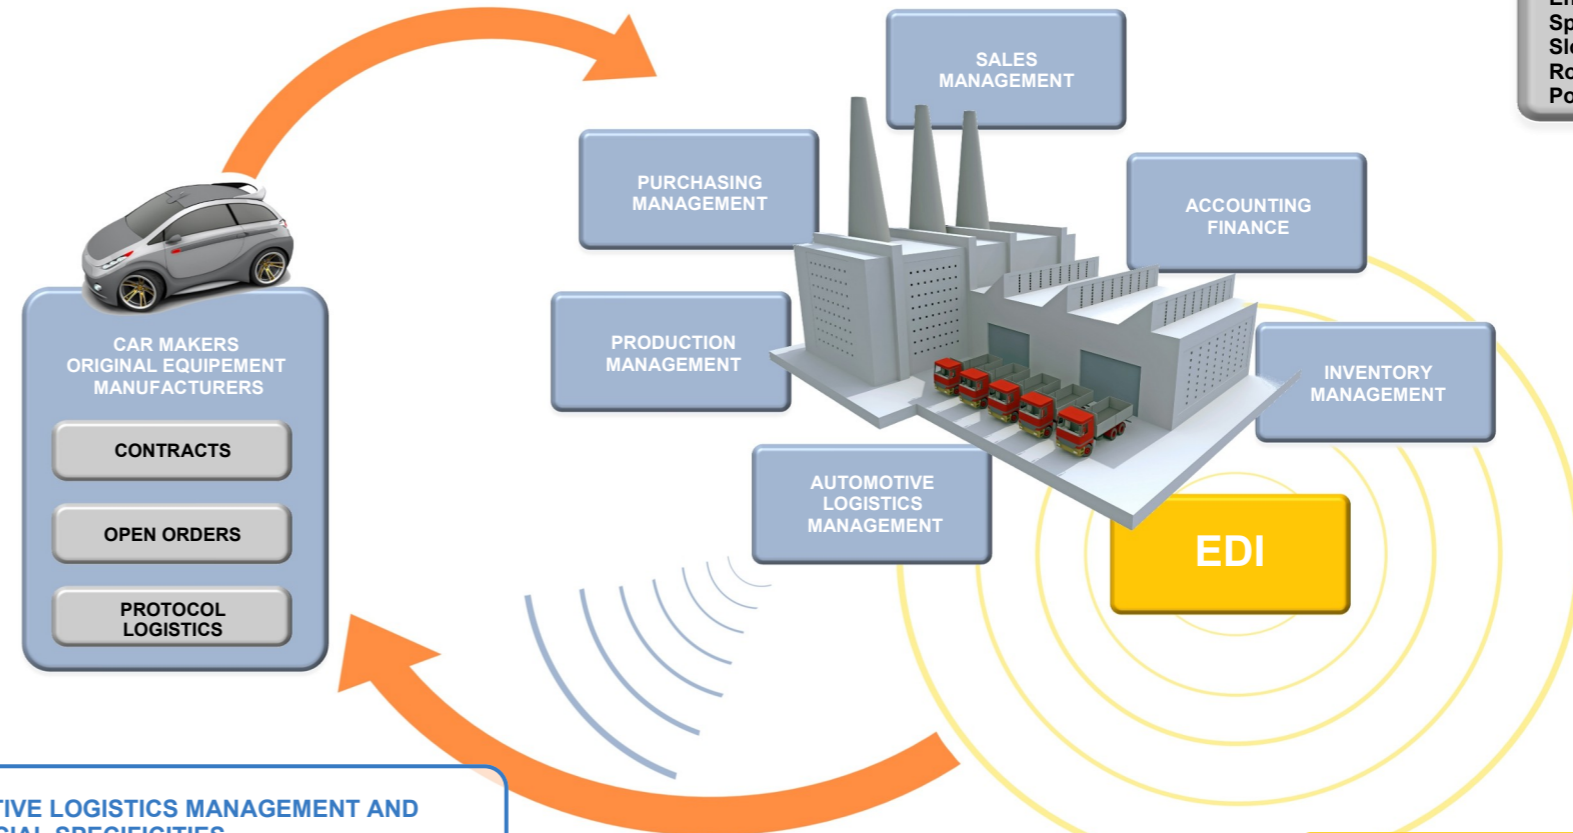 SALES
MANAGEMENT
PURCHASING
MANAGEMENT
ACCOUNTING
FINANCE
PRODUCTION
MANAGEMENT
INVENTORY
MANAGEMENT
AUTOMOTIVE
LOGISTICS
MANAGEMENT
EDI
CAR MAKERS
ORIGINAL EQUIPEMENT
MANUFACTURERS
CONTRACTS
OPEN ORDERS
PROTOCOL
LOGISTICS
LOGISTICS MANAGEMENT AND
SPECIFICITIES